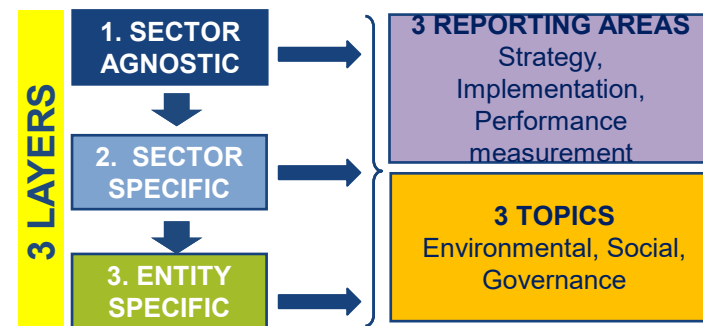 3 LAYERS
1. SECTOR
AGNOSTIC
2. SECTOR
SPECIFIC
3. ENTITY
SPECIFIC
3 REPORTING AREAS
Strategy,
Implementation,
Performance
measurement
3 TOPICS
Environmental, Social,
Governance